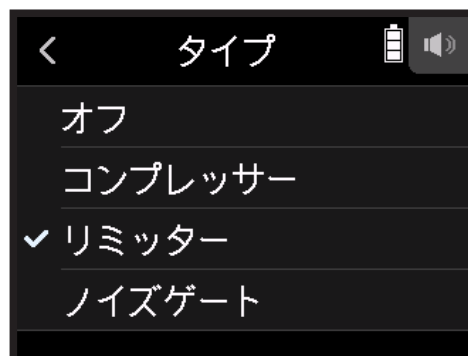 タイプ
オフ
コンプレッサー
リミッター
ノイズゲート